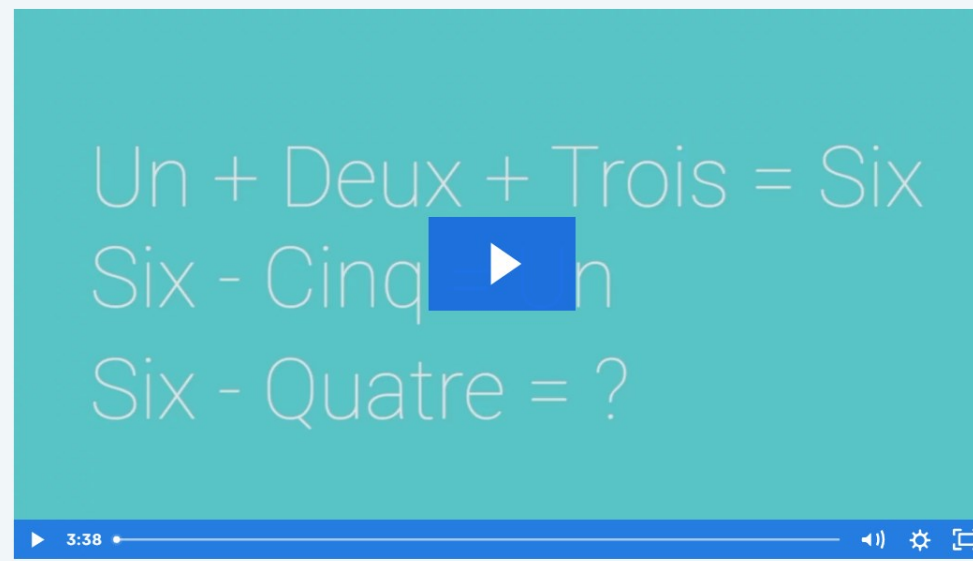 Un + Deux + Trois = Six
Six - Cinq
Six - Quatre = ?
3:38